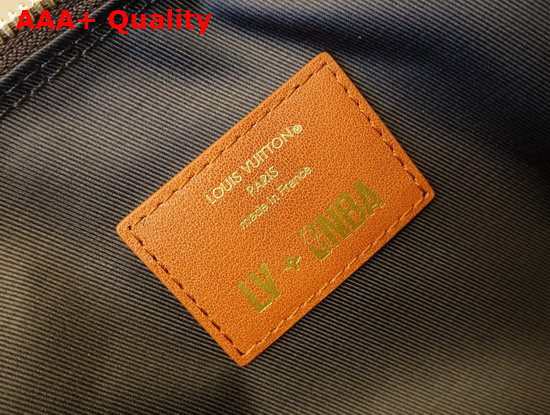 AAA+ Quality
LOUIS VUITTON®
PARIS
made in France
LV + NBA